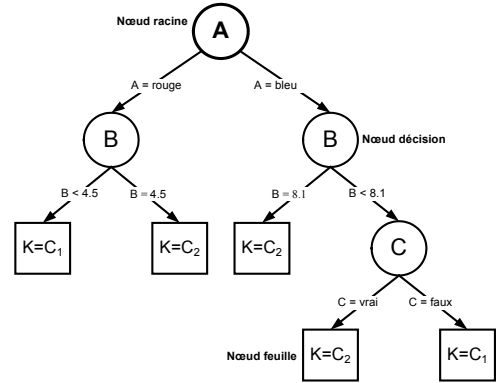 Nœud racine
A
A = rouge
A = bleu
B
B
Nœud décision
B < 4.5
B = 4.5
B = 8.1
B < 8.1
K=C₁
K=C₂
K=C₂
C
C = vrai
C = faux
Nœud feuille
K=C₂
K=C₁